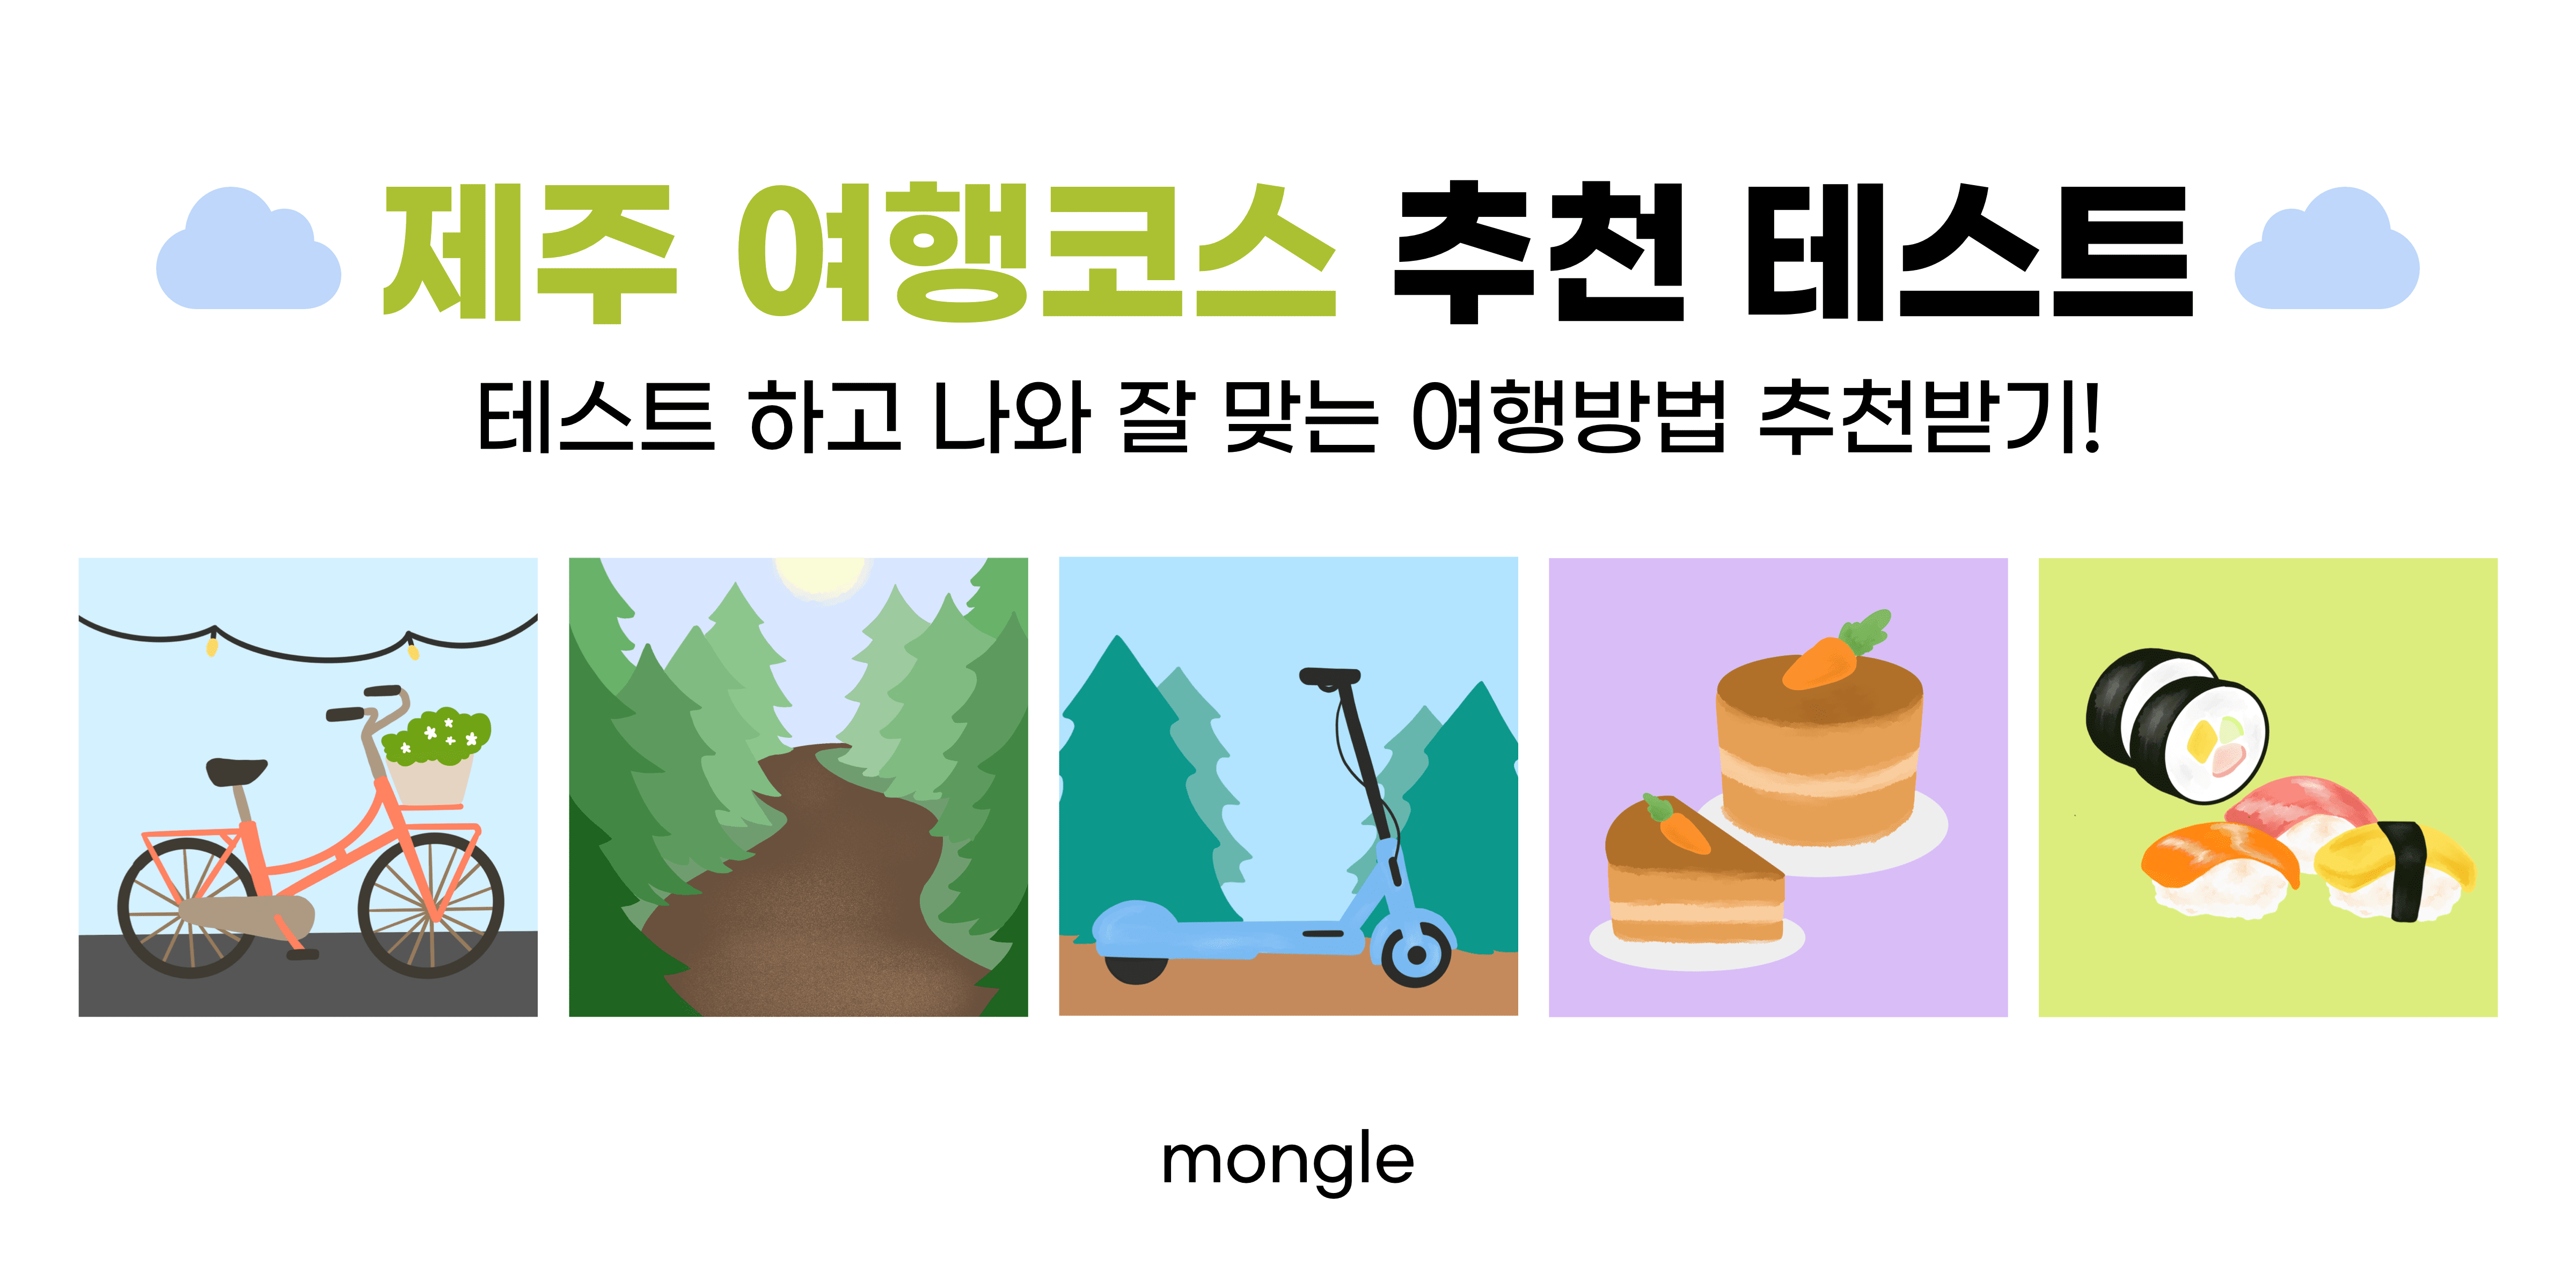 제주 여행코스 추천 테스트
테스트 하고 나와 잘 맞는 여행방법 추천받기!
mongle